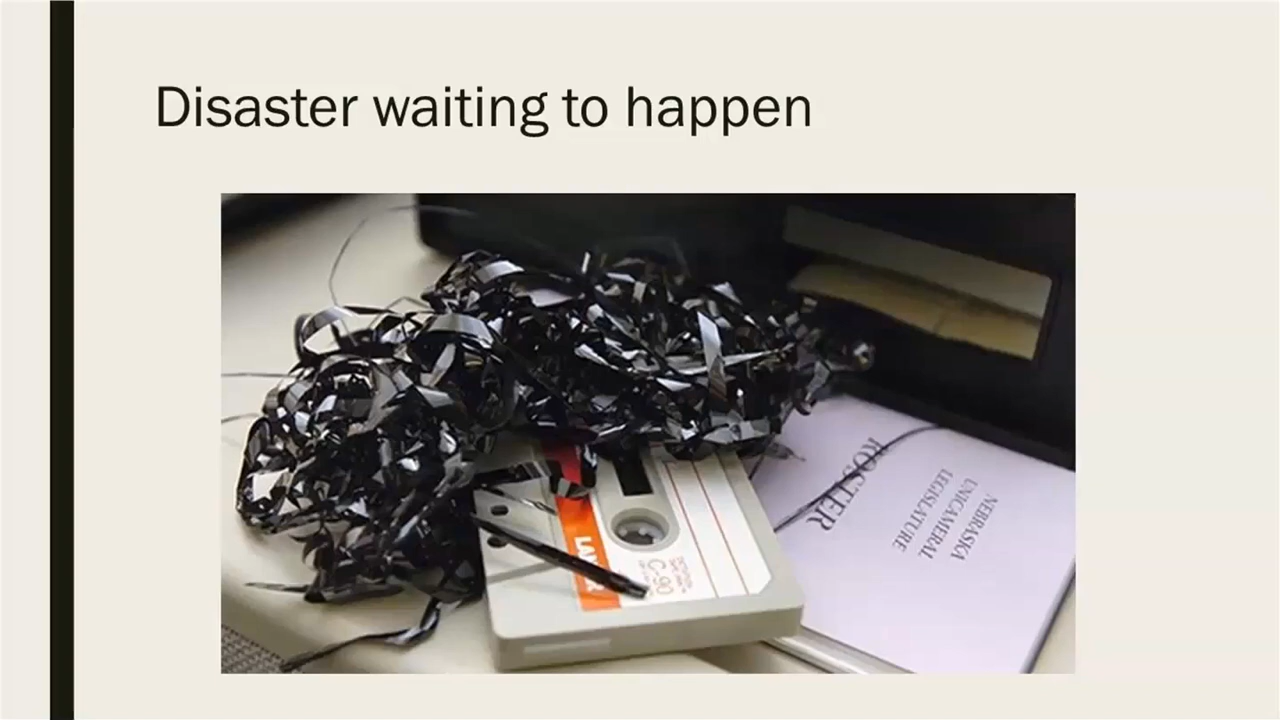 Disaster waiting to happen
ROSTER
NEBRASKA
UNICAMERAL
LEGISLATURE
C-90